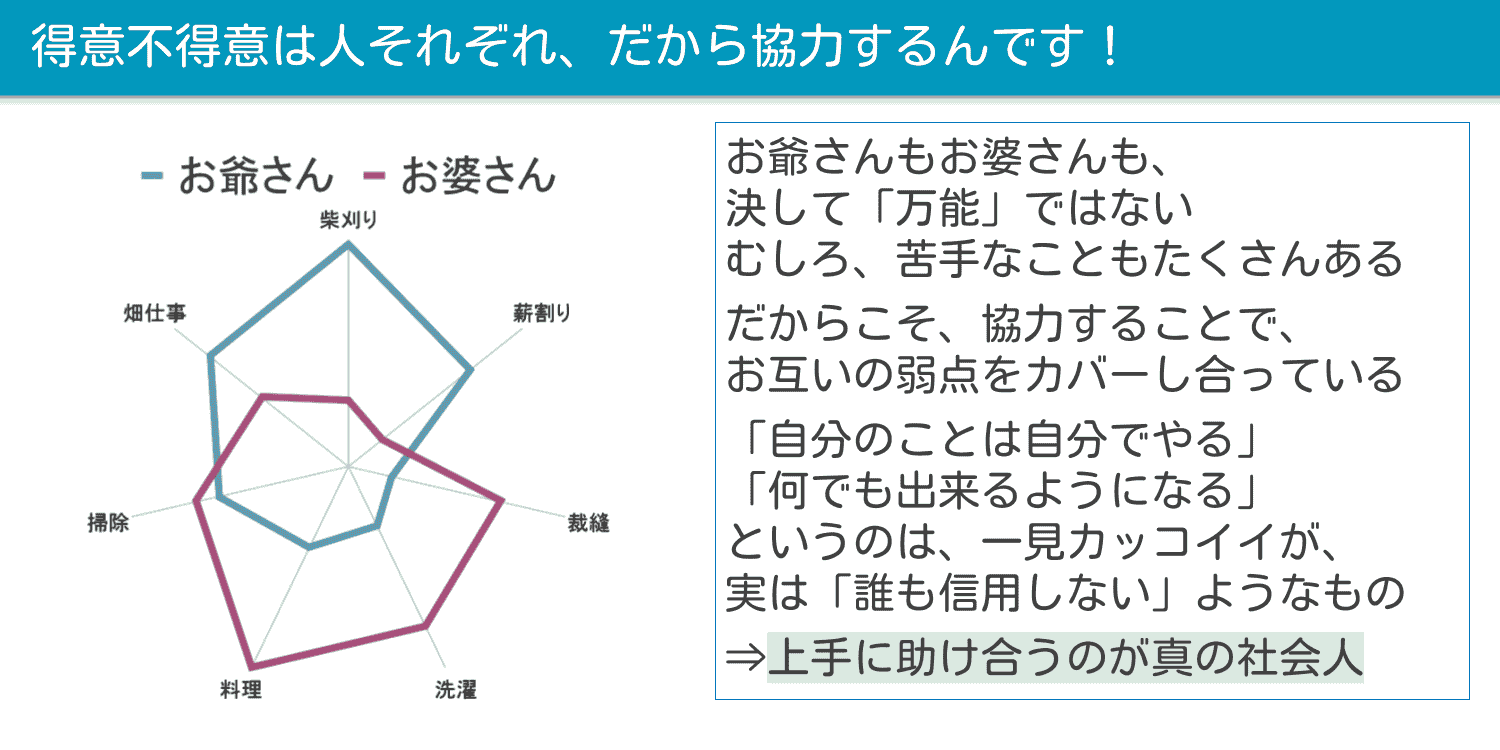 得意不得意は人それぞれ、だから協力するんです！
お爺さん お婆さん
柴刈り
薪割り
裁縫
洗濯
料理
掃除
畑仕事
お爺さんもお婆さんも、
決して「万能」ではない
むしろ、苦手なこともたくさんある
だからこそ、協力することで、
お互いの弱点をカバーし合っている
「自分のことは自分でやる」
「何でも出来るようになる」
というのは、一見カッコイイが、
実は「誰も信用しない」ようなもの
⇒上手に助け合うのが真の社会人